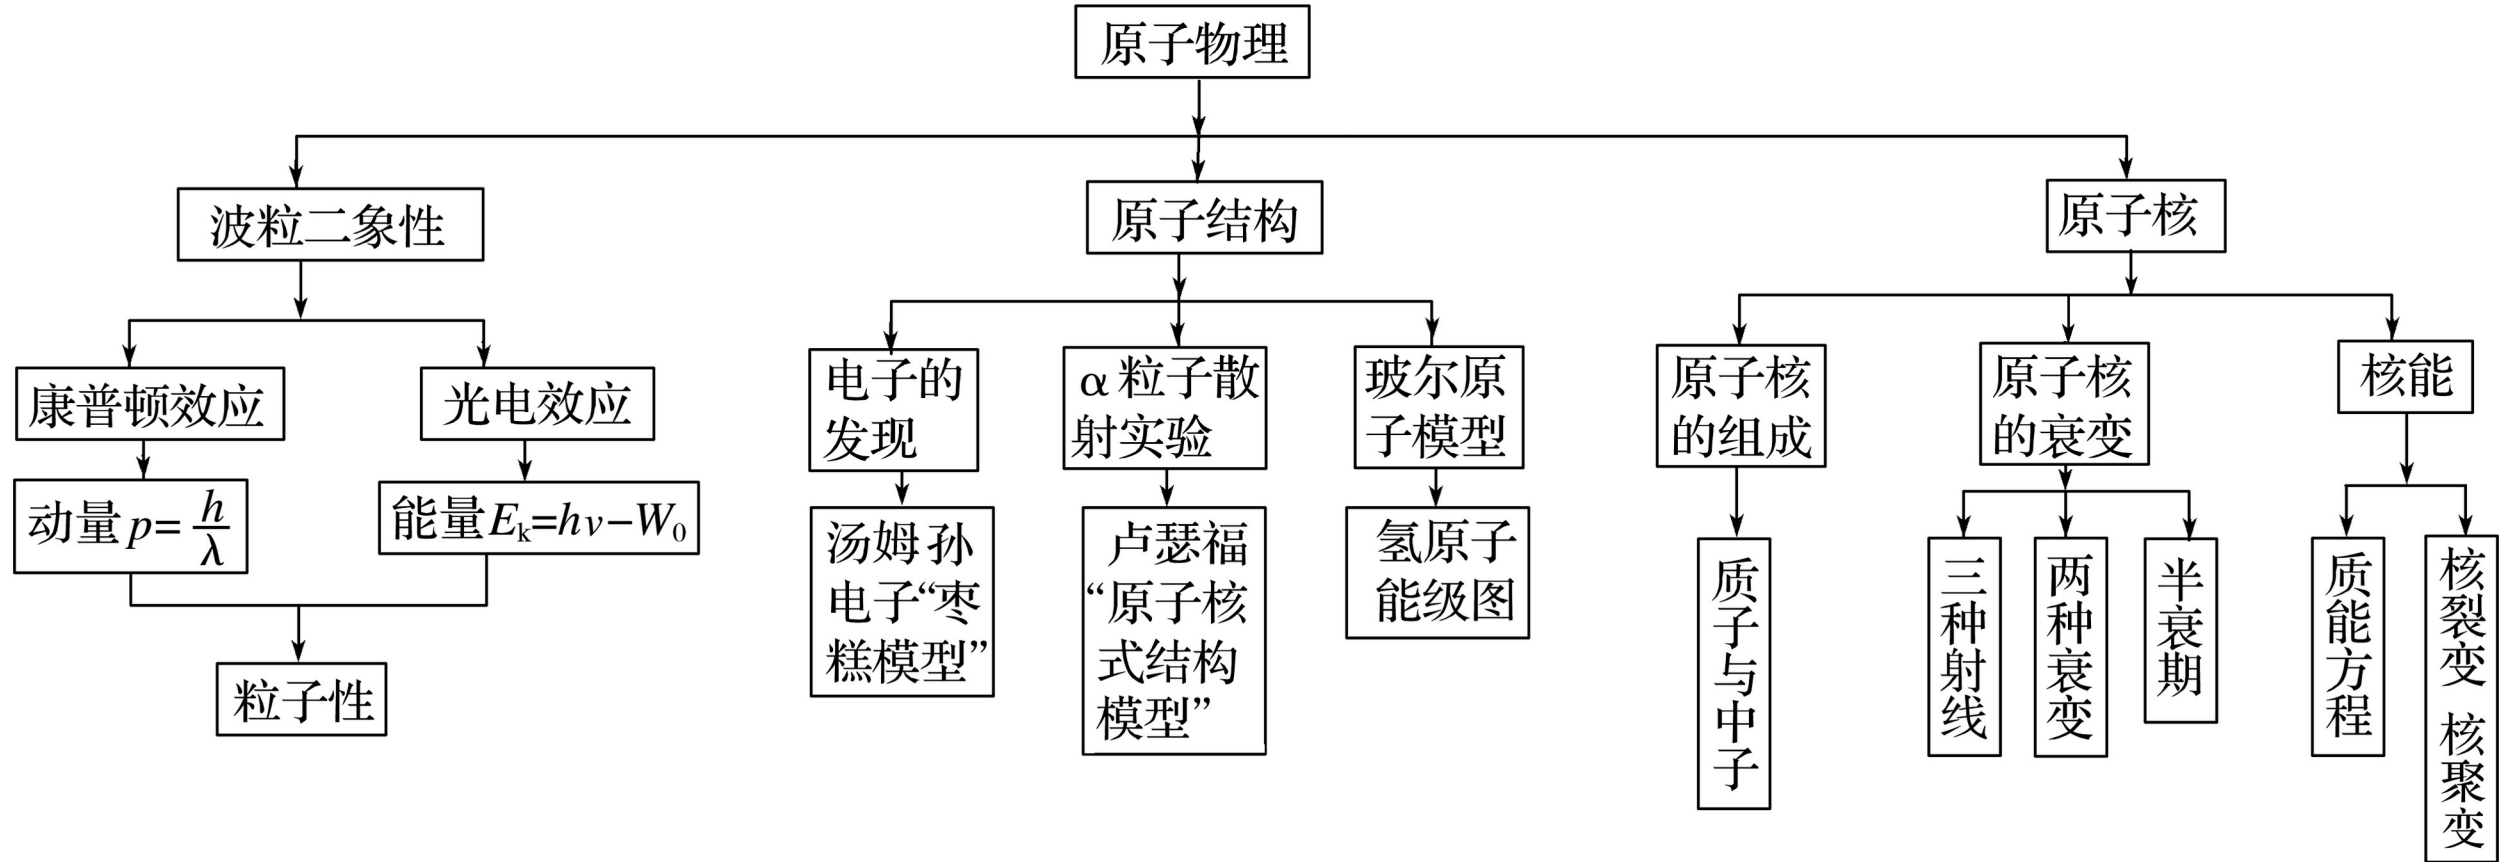 原子物理
波粒二象性
原子结构
原子核
康普顿效应
光电效应
电子的
发现
α粒子散
射实验
玻尔原
子模型
原子核
的组成
原子核
的衰变
核能
动量 p=h/λ
能量 Ek=hν−W0
汤姆孙
电子“枣
糕模型”
卢瑟福
“原子核
式结构
模型”
氢原子
能级图
质子与中子
三种射线
两种衰变
半衰期
质能方程
核裂变 核聚变
粒子性